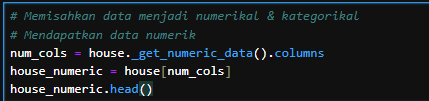 # Memisahkan data menjadi numerikal & kategorikal
# Mendapatkan data numerik
num_cols = house._get_numeric_data().columns
house_numeric = house[num_cols]
house_numeric.head()